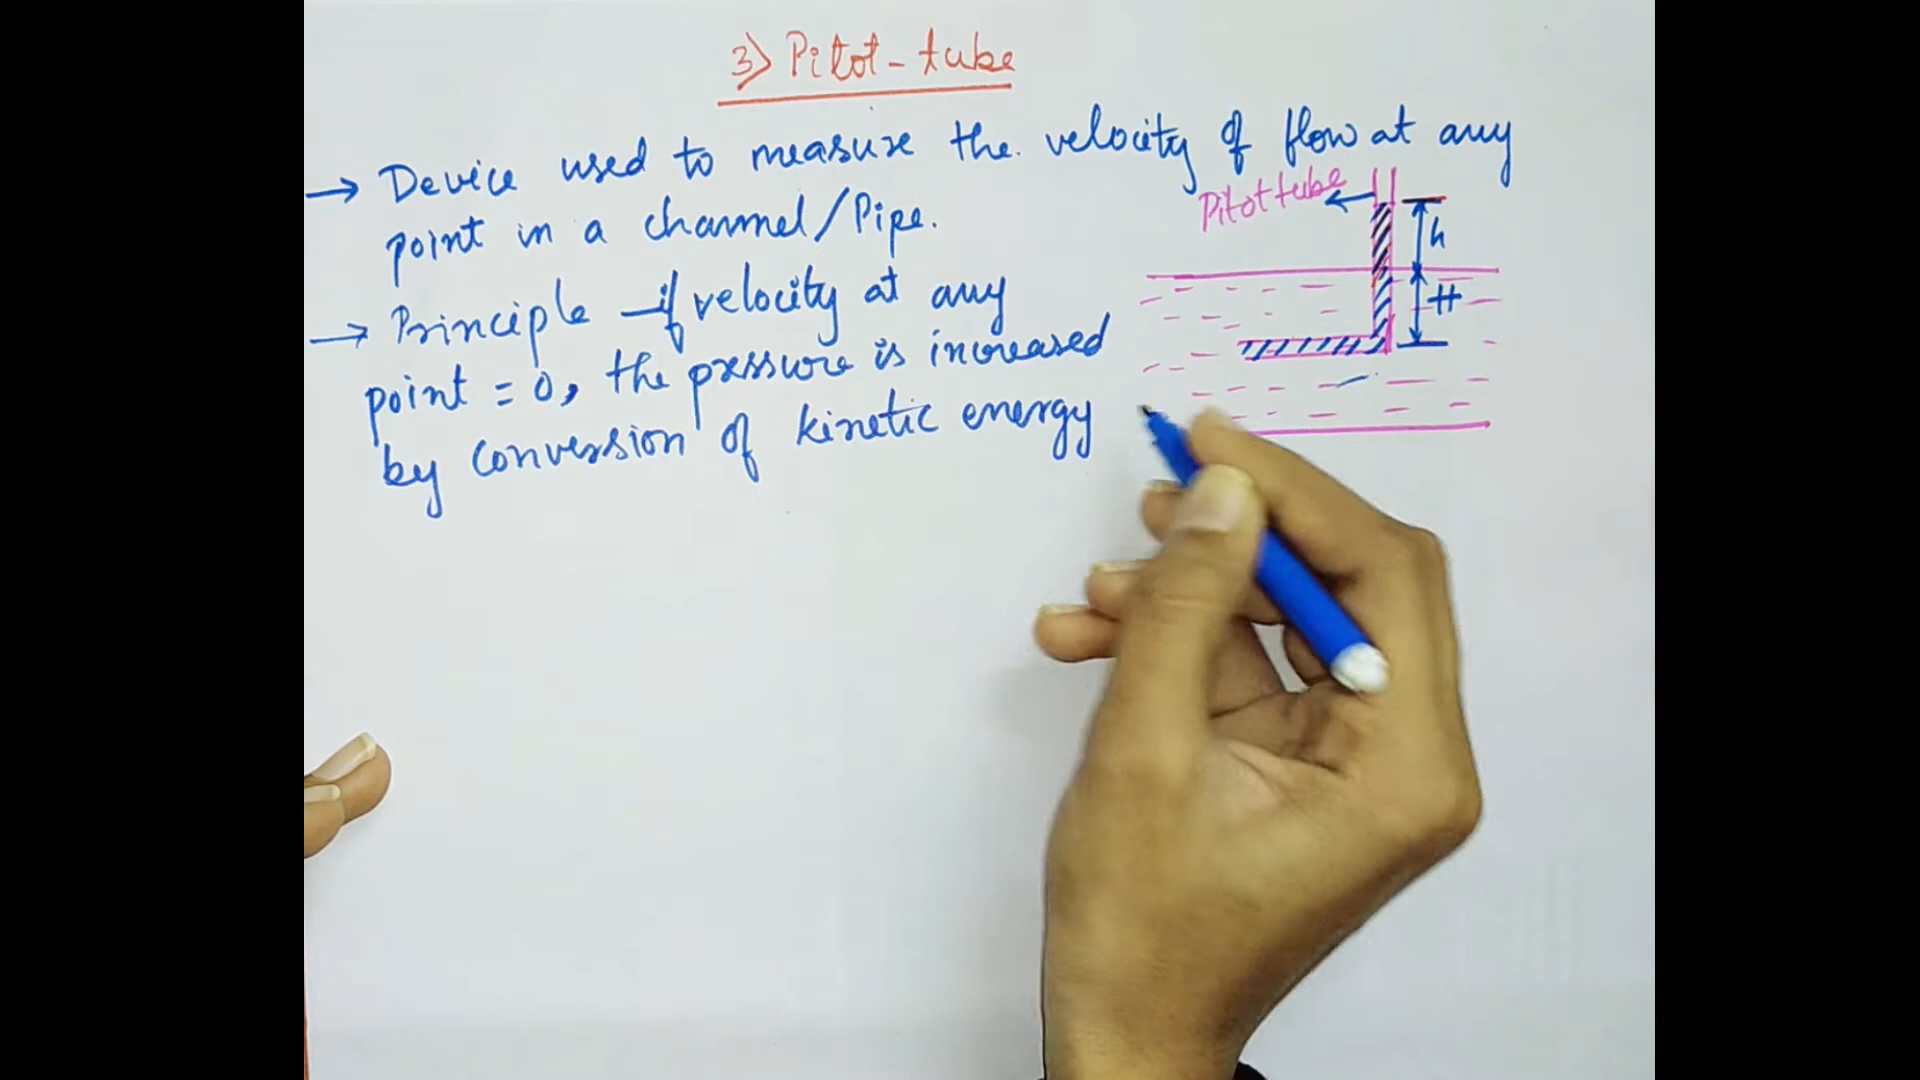 3) Pitot-tube
→ Device used to measure the velocity of flow at any
point in a channel/Pipe.
Pitot tube
h
H
→ Principle - if velocity at any
point = 0, the pressure is increased
by conversion of kinetic energy